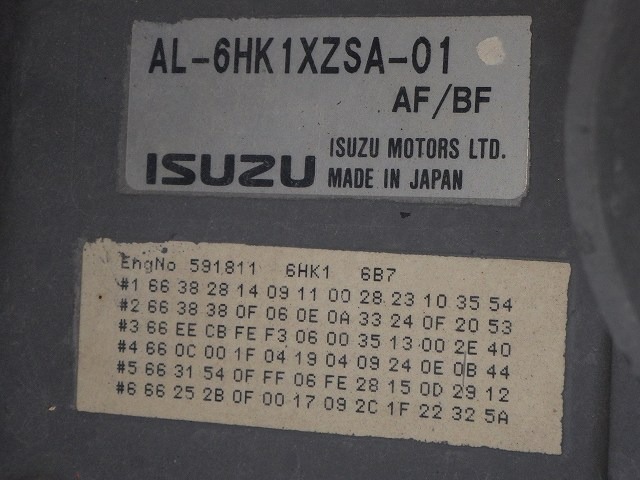 AL-6HK1XZSA-01
AF/BF
ISUZU ISUZU MOTORS LTD.
MADE IN JAPAN
EngNo 591811 6HK1 6B7
#1 66 38 28 14 09 11 00 28 23 10 35 54
#2 66 38 38 0F 06 0E 0A 33 24 0F 20 53
#3 66 EE CB FE F3 06 00 35 13 00 2E 40
#4 66 0C 00 1F 04 19 04 09 24 0E 0B 44
#5 66 31 54 0F FF 06 FE 28 15 0D 29 12
#6 66 25 2B 0F 00 17 09 2C 1F 22 32 5A